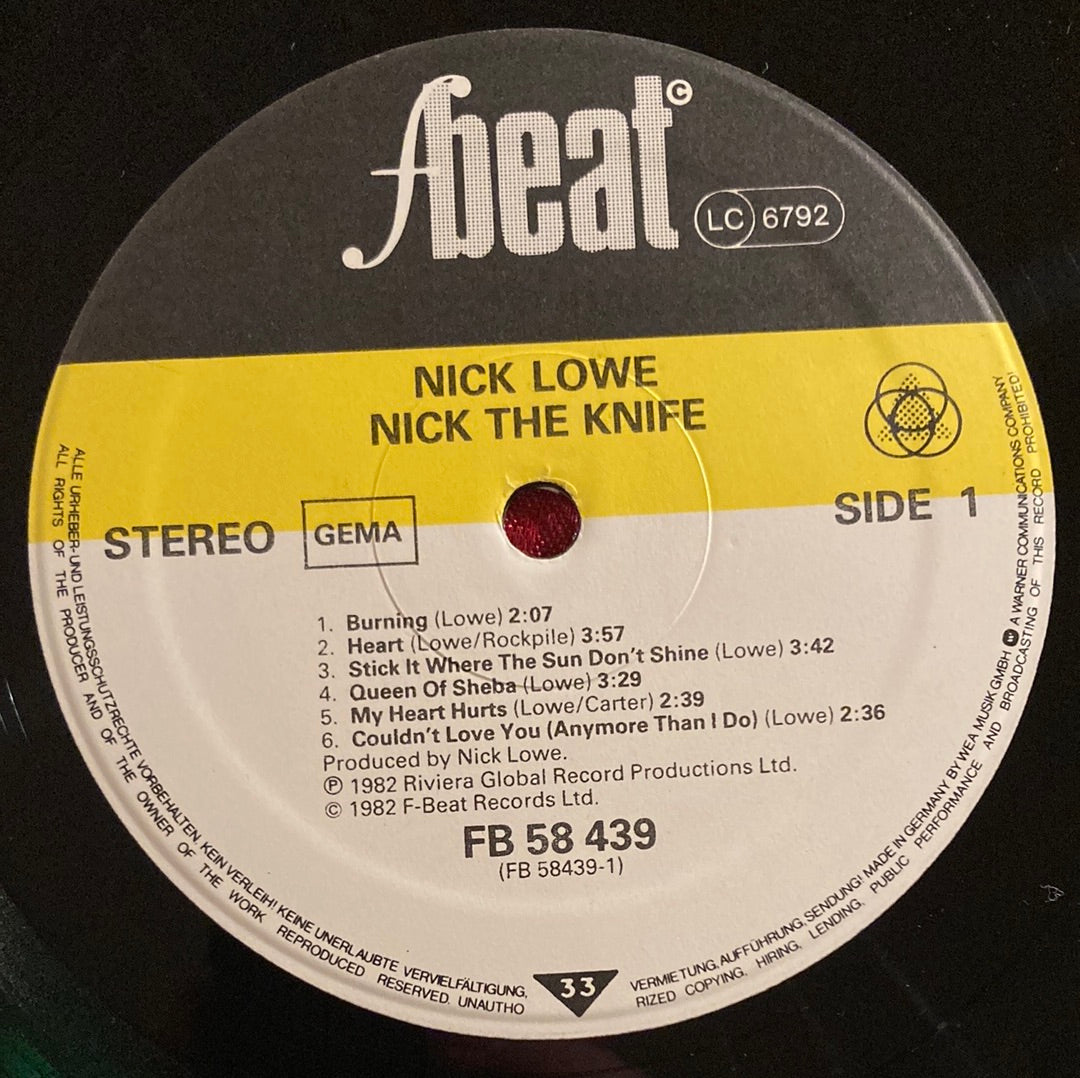 fbeat©
LC 6792
NICK LOWE
NICK THE KNIFE
STEREO GEMA SIDE 1
1. Burning (Lowe) 2:07
2. Heart (Lowe/Rockpile) 3:57
3. Stick It Where The Sun Don't Shine (Lowe) 3:42
4. Queen Of Sheba (Lowe) 3:29
5. My Heart Hurts (Lowe/Carter) 2:39
6. Couldn't Love You (Anymore Than I Do) (Lowe) 2:36
Produced by Nick Lowe.
℗ 1982 Riviera Global Record Productions Ltd.
© 1982 F-Beat Records Ltd.
FB 58 439
(FB 58439-1)
33
ALLE URHEBER- UND LEISTUNGSSCHUTZRECHTE VORBEHALTEN. KEIN VERLEIH! KEINE UNERLAUBTE VERVIELFÄLTIGUNG, VERMIETUNG, AUFFÜHRUNG, SENDUNG! MADE IN GERMANY BY WEA MUSIK GMBH A WARNER COMMUNICATIONS COMPANY
ALL RIGHTS OF THE PRODUCER AND OF THE OWNER OF THE WORK REPRODUCED RESERVED. UNAUTHORIZED COPYING, HIRING, LENDING, PUBLIC PERFORMANCE AND BROADCASTING OF THIS RECORD PROHIBITED!